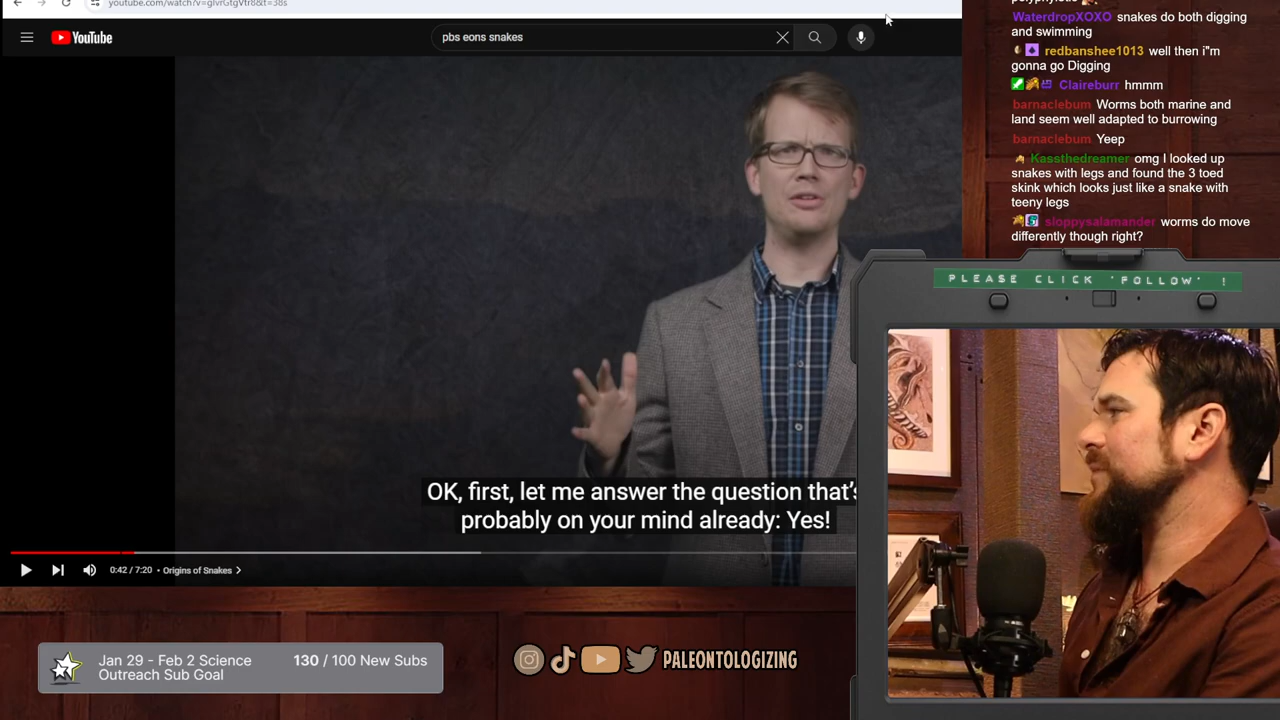 youtube.com/watch?v=givrGtgVfr8&t=38s
YouTube
pbs eons snakes
WaterdropXOXO snakes do both digging
and swimming
redbanshee1013 well then i"m
gonna go Digging
Claireburr hmmm
barnaclebum Worms both marine and
land seem well adapted to burrowing
barnaclebum Yeep
Kassthedreamer omg I looked up
snakes with legs and found the 3 toed
skink which looks just like a snake with
teeny legs
sloppysalamander worms do move
differently though right?
PLEASE CLICK 'FOLLOW' !
OK, first, let me answer the question that's
probably on your mind already: Yes!
0:42 / 7:20 • Origins of Snakes >
Jan 29 - Feb 2 Science
Outreach Sub Goal
130 / 100 New Subs
PALEONTOLOGIZING